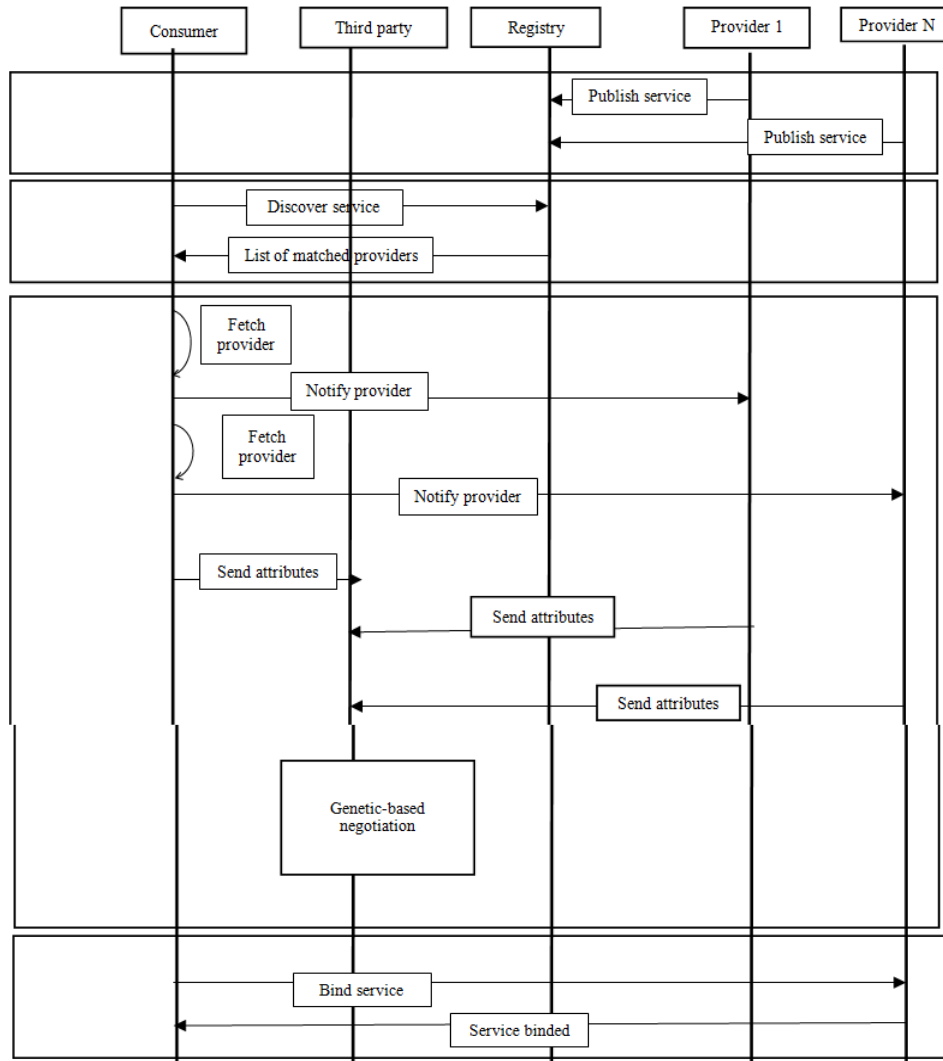 Consumer
Third party
Registry
Provider 1
Provider N
Publish service
Publish service
Discover service
List of matched providers
Fetch
provider
Notify provider
Fetch
provider
Notify provider
Send attributes
Send attributes
Send attributes
Genetic-based
negotiation
Bind service
Service binded